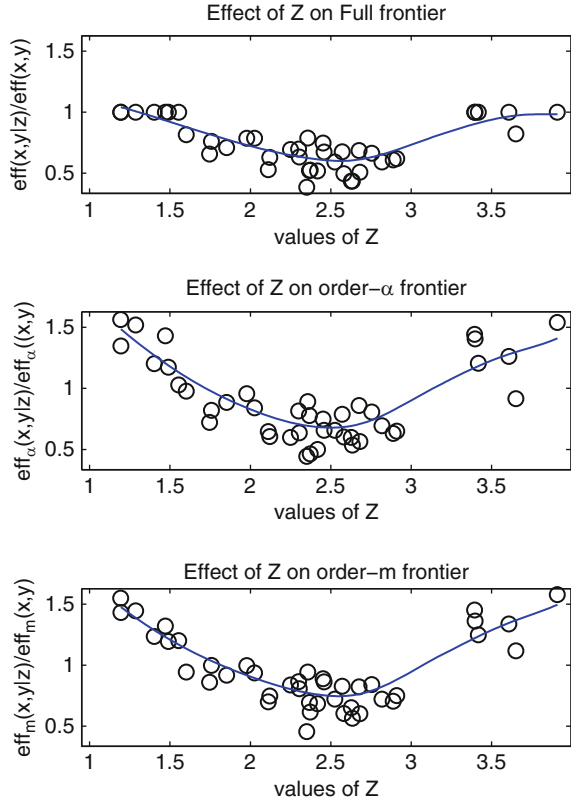 Effect of Z on Full frontier
eff(x,y|z)/eff(x,y)
1.5
1
0.5
1 1.5 2 2.5 3 3.5
values of Z
Effect of Z on order−α frontier
effα(x,y|z)/effα((x,y)
1.5
1
0.5
1 1.5 2 2.5 3 3.5
values of Z
Effect of Z on order−m frontier
effm(x,y|z)/effm(x,y)
1.5
1
0.5
1 1.5 2 2.5 3 3.5
values of Z